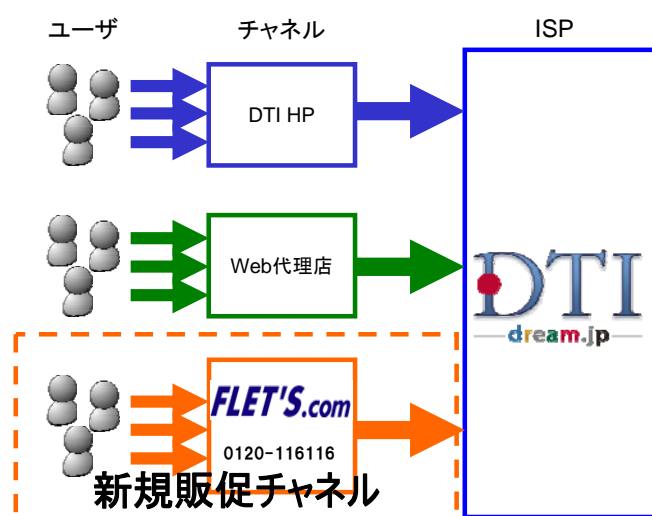 ユーザ チャネル ISP
DTI HP
Web代理店
DTI
dream.jp
FLET'S.com
0120-116116
新規販促チャネル